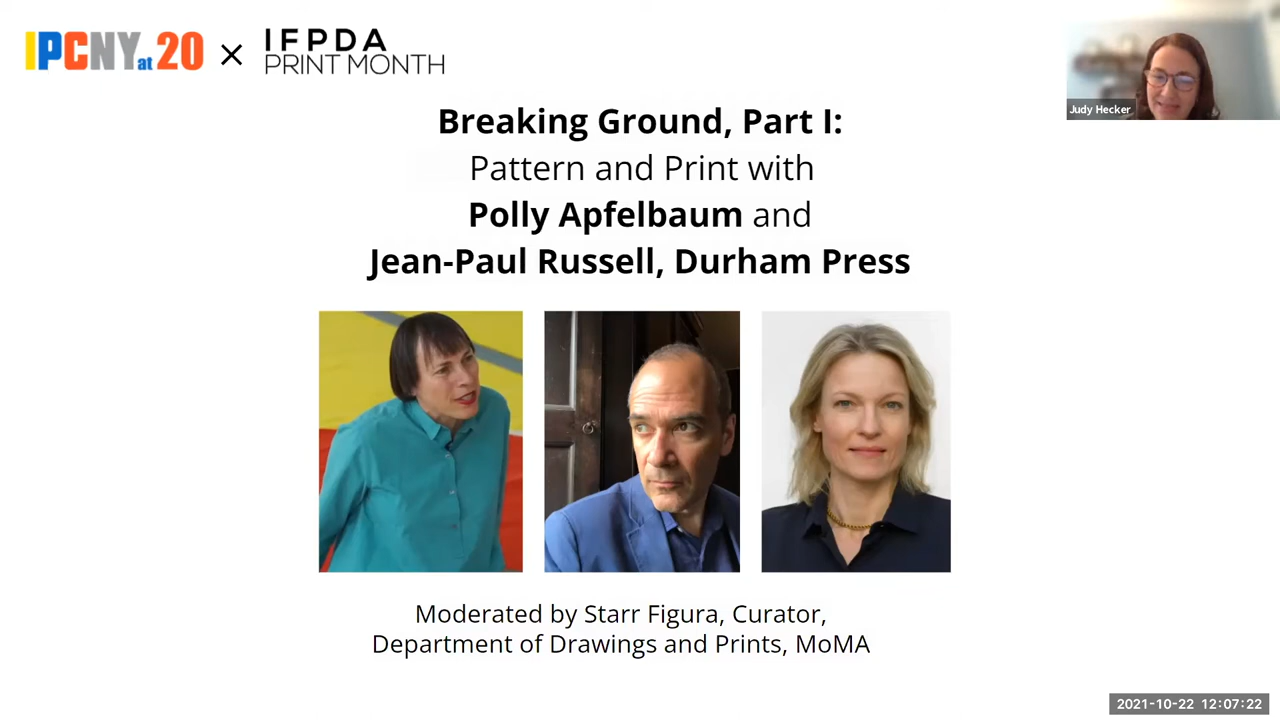 IPCNY at 20 × IFPDA
PRINT MONTH
Judy Hecker
Breaking Ground, Part I:
Pattern and Print with
Polly Apfelbaum and
Jean-Paul Russell, Durham Press
Moderated by Starr Figura, Curator,
Department of Drawings and Prints, MoMA
2021-10-22 12:07:22